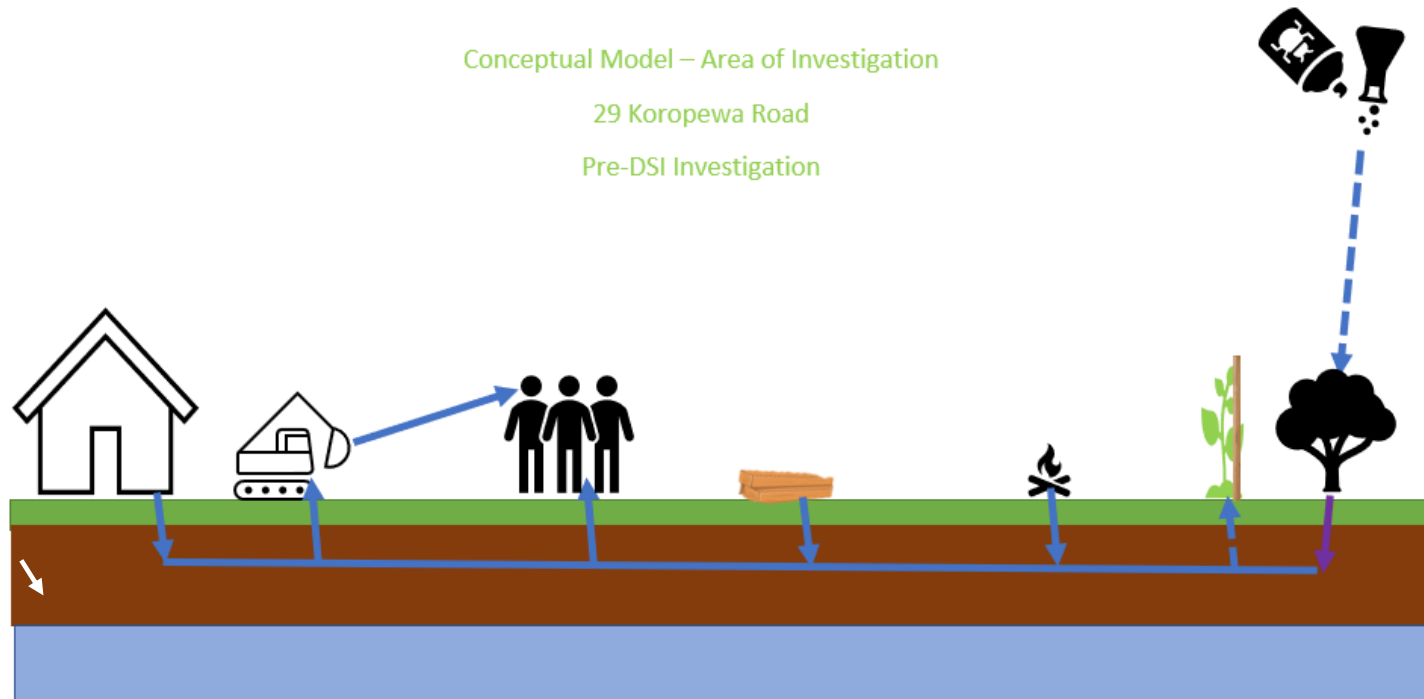 Conceptual Model – Area of Investigation
29 Koropewa Road
Pre-DSI Investigation